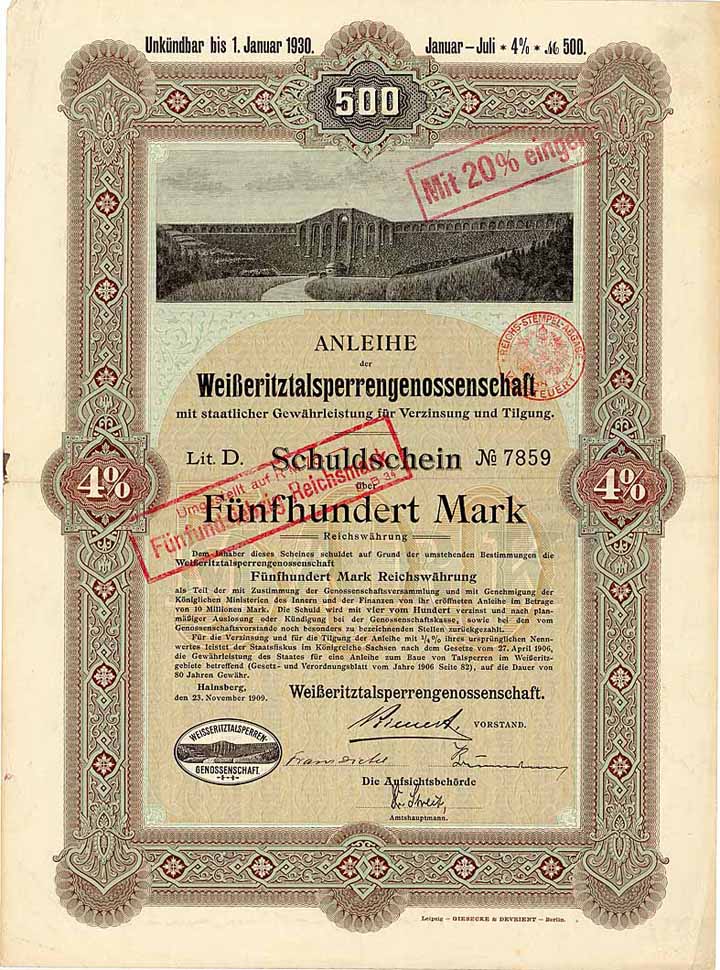 Unkündbar bis 1. Januar 1930. Januar – Juli * 4% * № 500.
500
Mit 20% einge
REICHS-STEMPEL-ABGABE
ANLEIHE
der
Weißeritztalsperrengenossenschaft
mit staatlicher Gewährleistung für Verzinsung und Tilgung.
Lit. D. Schuldschein № 7859
über
4% Fünfhundert Mark 4%
Umgestellt auf
Reichsmark
Reichswährung
Dem Inhaber dieses Scheines schuldet auf Grund der umstehenden Bestimmungen die
Weißeritztalsperrengenossenschaft
Fünfhundert Mark Reichswährung
als Teil der mit Zustimmung der Genossenschaftsversammlung und mit Genehmigung der
Königlichen Ministerien des Innern und der Finanzen von ihr eröffneten Anleihe im Betrage
von 10 Millionen Mark. Die Schuld wird mit vier vom Hundert verzinst und nach plan-
mäßiger Auslosung oder Kündigung bei der Genossenschaftskasse, sowie bei den vom
Genossenschaftsvorstande noch besonders zu bezeichnenden Stellen zurückgezahlt.
Für die Verzinsung und für die Tilgung der Anleihe mit ¾% ihres ursprünglichen Nenn-
wertes leistet der Staatsfiskus im Königreiche Sachsen nach dem Gesetze vom 27. April 1906,
die Gewährleistung des Staates für eine Anleihe zum Baue von Talsperren im Weißeritz-
gebiete betreffend (Gesetz- und Verordnungsblatt vom Jahre 1906 Seite 82), auf die Dauer von
80 Jahren Gewähr.
Hainsberg,
den 23. November 1909.
Weißeritztalsperrengenossenschaft.
VORSTAND.
WEISSERITZTALSPERREN-
GENOSSENSCHAFT.
Die Aufsichtsbehörde
Dr. Streit,
Amtshauptmann.
Leipzig – GIESECKE & DEVRIENT – Berlin.